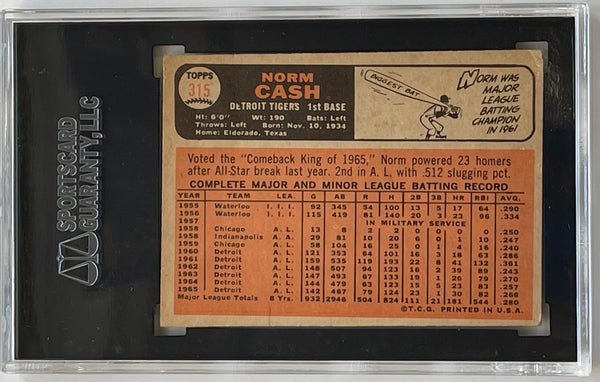 SPORTSCARD
GUARANTY, LLC
TOPPS
315
NORM
CASH
DETROIT TIGERS 1ST BASE
Ht: 6'0" Wt: 190 Bats: Left
Throws: Left Born: Nov. 10, 1934
Home: Eldorado, Texas
BIGGEST BAT
NORM WAS
MAJOR
LEAGUE
BATTING
CHAMPION
IN 1961
Voted the "Comeback King of 1965," Norm powered 23 homers
after All-Star break last year. 2nd in A. L. with .512 slugging pct.
COMPLETE MAJOR AND MINOR LEAGUE BATTING RECORD
YEAR TEAM LEA. G AB R H 2B 3B HR RBI AVG.
1955 Waterloo I. I. I. 92 345 54 100 13 5 17 64 .290
1956 Waterloo I. I. I. 115 419 81 140 20 3 23 96 .334
1957 IN MILITARY SERVICE
1958 Chicago A. L. 13 8 2 2 0 0 0 0 .250
1958 Indianapolis A. A. 29 81 10 20 6 0 1 10 .247
1959 Chicago A. L. 58 104 16 25 0 1 4 16 .240
1960 Detroit A. L. 121 353 64 101 16 3 18 63 .286
1961 Detroit A. L. 159 535 119 193 22 8 41 132 .361
1962 Detroit A. L. 148 507 94 123 16 2 39 89 .243
1963 Detroit A. L. 147 493 67 133 19 1 26 79 .270
1964 Detroit A. L. 144 479 63 123 15 5 23 83 .257
1965 Detroit A. L. 142 467 79 124 23 1 30 82 .266
Major League Totals 8 Yrs. 932 2946 504 824 111 21 181 544 .280
©T.C.G. PRINTED IN U.S.A.